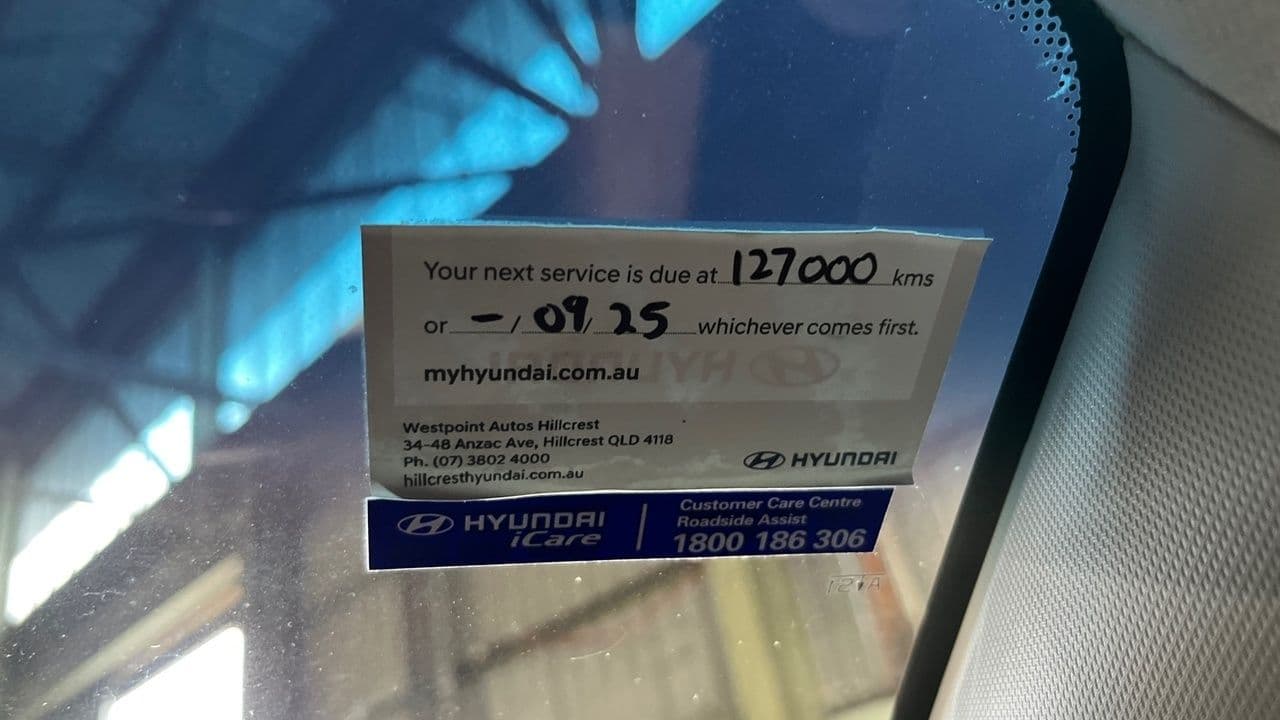 Your next service is due at 127000 kms
or - / 09 / 25 whichever comes first.
myhyundai.com.au
HYUNDAI
Westpoint Autos Hillcrest
34-48 Anzac Ave, Hillcrest QLD 4118
Ph. (07) 3802 4000
hillcresthyundai.com.au
HYUNDAI
HYUNDAI
iCare
Customer Care Centre
Roadside Assist
1800 186 306